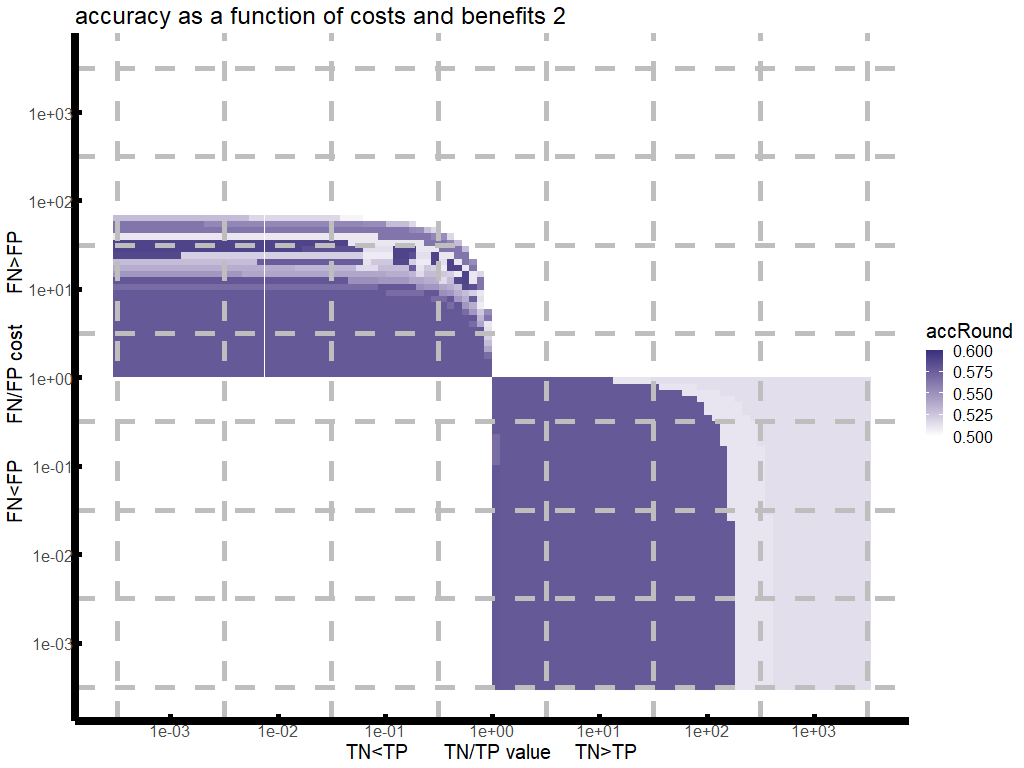 accuracy as a function of costs and benefits 2
1e+03
1e+02
1e+01
1e+00
1e-01
1e-02
1e-03
FN<FP FN/FP cost FN>FP
1e-03 1e-02 1e-01 1e+00 1e+01 1e+02 1e+03
TN<TP TN/TP value TN>TP
accRound
0.600
0.575
0.550
0.525
0.500